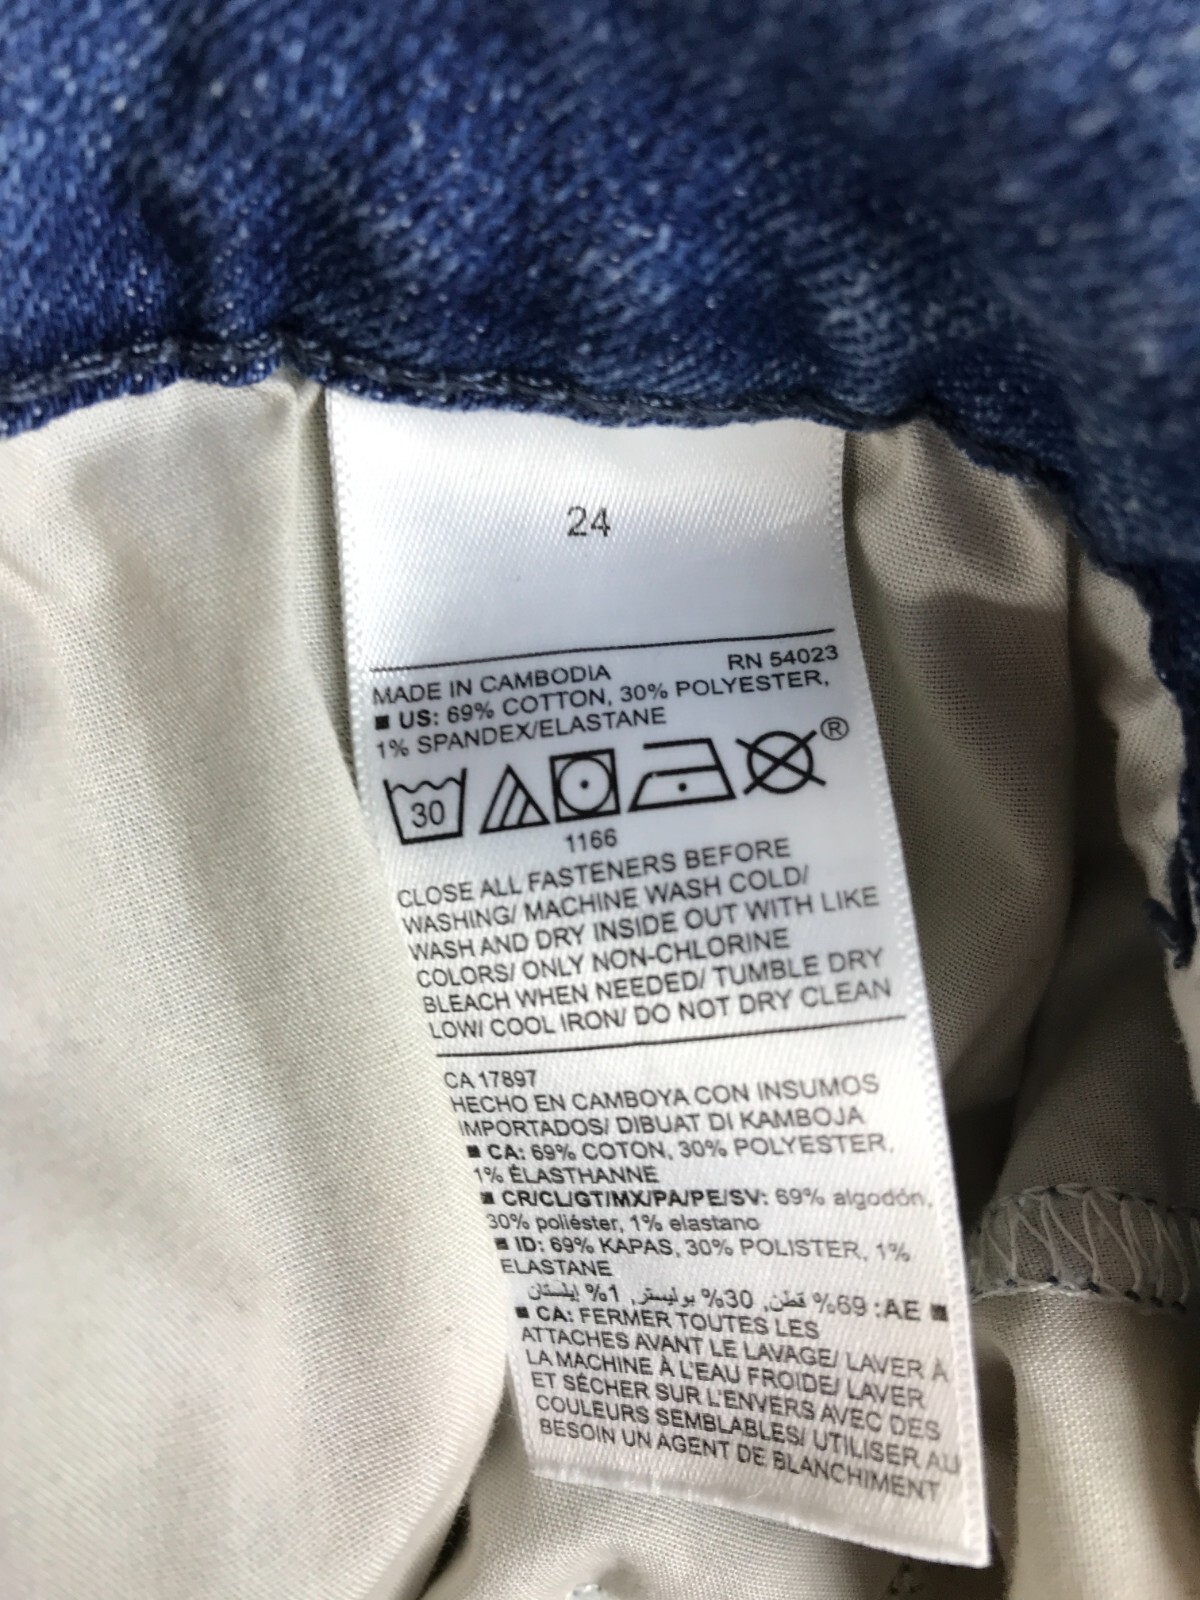 24
MADE IN CAMBODIA RN 54023
■ US: 69% COTTON, 30% POLYESTER,
1% SPANDEX/ELASTANE
30 ®
1166
CLOSE ALL FASTENERS BEFORE
WASHING/ MACHINE WASH COLD/
WASH AND DRY INSIDE OUT WITH LIKE
COLORS/ ONLY NON-CHLORINE
BLEACH WHEN NEEDED/ TUMBLE DRY
LOW/ COOL IRON/ DO NOT DRY CLEAN
CA 17897
HECHO EN CAMBOYA CON INSUMOS
IMPORTADOS/ DIBUAT DI KAMBOJA
■ CA: 69% COTON, 30% POLYESTER,
1% ÉLASTHANNE
■ CR/CL/GT/MX/PA/PE/SV: 69% algodón,
30% poliéster, 1% elastano
■ ID: 69% KAPAS, 30% POLISTER, 1%
ELASTANE
■ AE: 69% قطن, 30% بوليستر, 1% إيلستان
■ CA: FERMER TOUTES LES
ATTACHES AVANT LE LAVAGE/ LAVER À
LA MACHINE À L'EAU FROIDE/ LAVER
ET SÉCHER SUR L'ENVERS AVEC DES
COULEURS SEMBLABLES/ UTILISER AU
BESOIN UN AGENT DE BLANCHIMENT